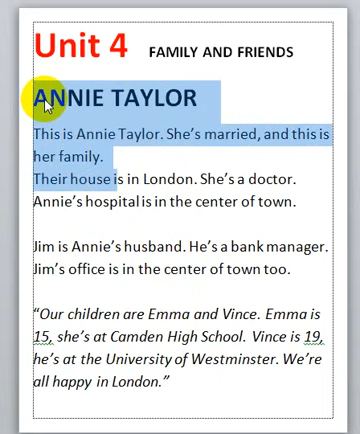 Unit 4 FAMILY AND FRIENDS
ANNIE TAYLOR
This is Annie Taylor. She’s married, and this is
her family.
Their house is in London. She’s a doctor.
Annie’s hospital is in the center of town.
Jim is Annie’s husband. He’s a bank manager.
Jim’s office is in the center of town too.
“Our children are Emma and Vince. Emma is
15, she’s at Camden High School. Vince is 19,
he’s at the University of Westminster. We’re
all happy in London.”